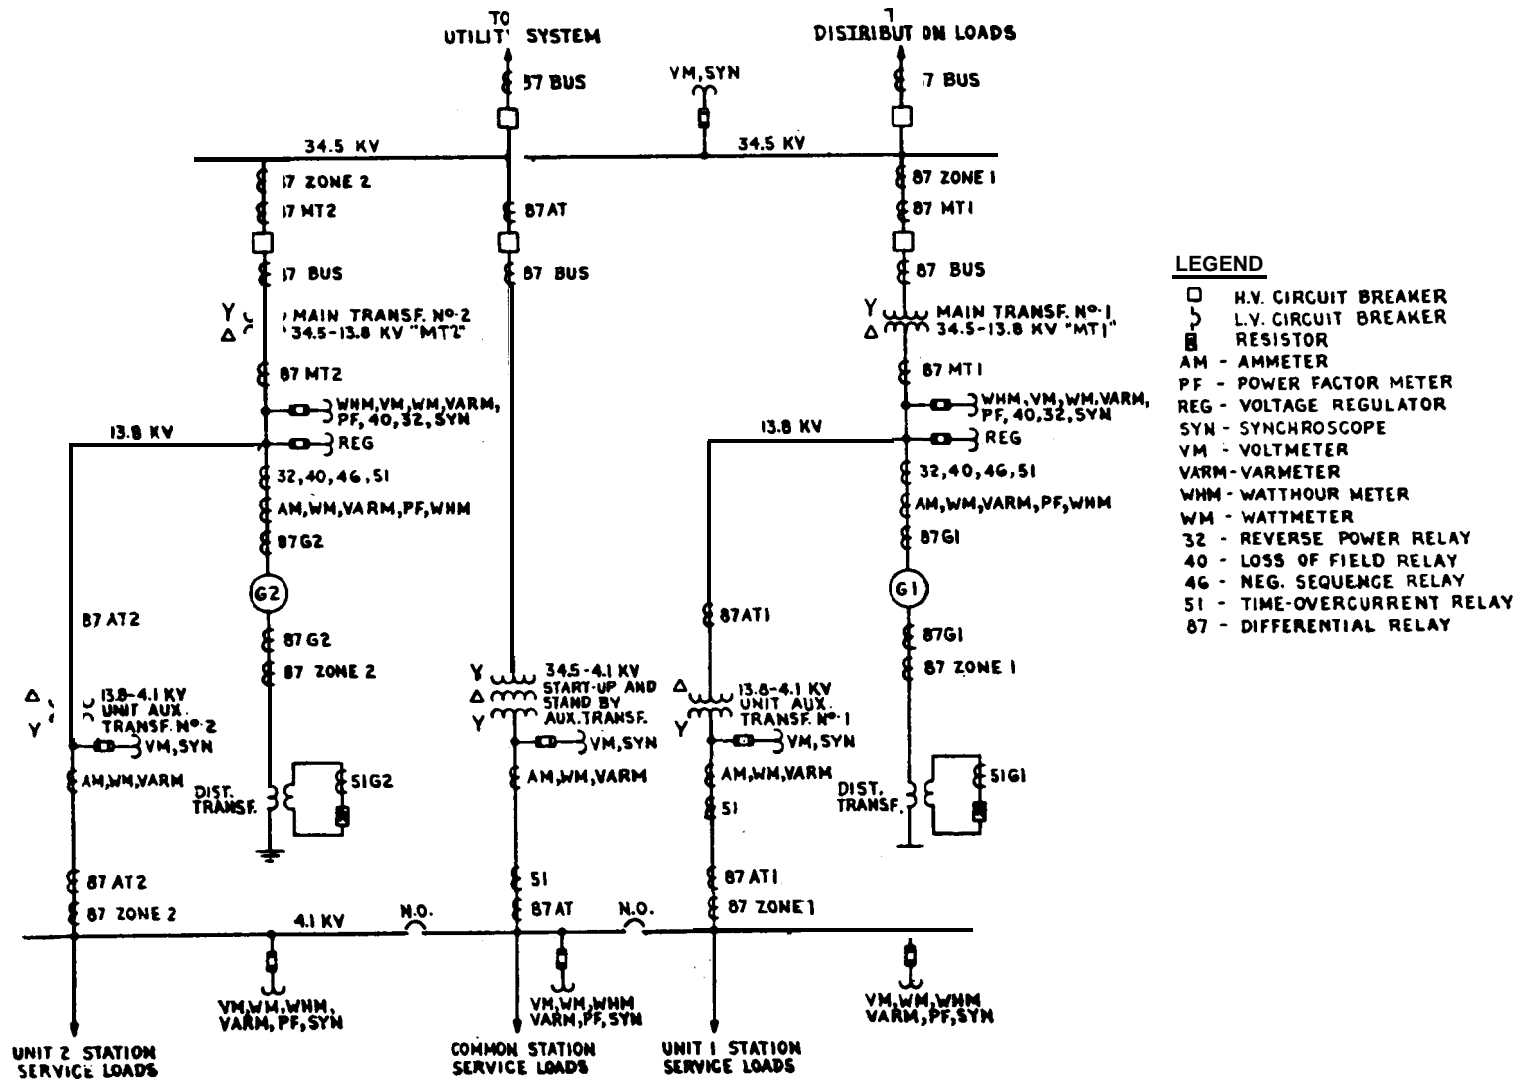 TO
UTILITY SYSTEM
DISTRIBUTION LOADS
87 BUS
VM,SYN
7 BUS
34.5 KV
34.5 KV
87 ZONE 2
87 MT2
87AT
87 ZONE 1
87 MT1
87 BUS
87 BUS
87 BUS
Y
Δ
MAIN TRANSF. Nº-2
34.5-13.8 KV "MT2"
Y
Δ
MAIN TRANSF. Nº-1
34.5-13.8 KV "MT1"
87 MT2
87 MT1
WHM,VM,WM,VARM,
PF,40,32,SYN
WHM,VM,WM,VARM,
PF,40,32,SYN
13.8 KV
REG
13.8 KV
REG
32,40,46,51
32,40,46,51
AM,WM,VARM,PF,WHM
AM,WM,VARM,PF,WHM
87G2
87G1
G2
G1
87 AT2
87AT1
87G2
87G1
87 ZONE 2
87 ZONE 1
Δ
Y
13.8-4.1 KV
UNIT AUX.
TRANSF. Nº-2
Y
Δ
Y
34.5-4.1 KV
START-UP AND
STAND BY
AUX. TRANSF.
Δ
Y
13.8-4.1 KV
UNIT AUX.
TRANSF. Nº-1
VM,SYN
VM,SYN
VM,SYN
AM,WM,VARM
AM,WM,VARM
AM,WM,VARM
DIST.
TRANSF.
51G2
51
DIST.
TRANSF.
51G1
87 AT2
51
87 AT1
87 ZONE 2
87 AT
87 ZONE 1
4.1 KV
N.O.
N.O.
VM,WM,WHM,
VARM,PF,SYN
VM,WM,WHM
VARM,PF,SYN
VM,WM,WHM
VARM,PF,SYN
UNIT 2 STATION
SERVICE LOADS
COMMON STATION
SERVICE LOADS
UNIT 1 STATION
SERVICE LOADS
LEGEND
H.V. CIRCUIT BREAKER
L.V. CIRCUIT BREAKER
RESISTOR
AM - AMMETER
PF - POWER FACTOR METER
REG - VOLTAGE REGULATOR
SYN - SYNCHROSCOPE
VM - VOLTMETER
VARM-VARMETER
WHM - WATTHOUR METER
WM - WATTMETER
32 - REVERSE POWER RELAY
40 - LOSS OF FIELD RELAY
46 - NEG. SEQUENCE RELAY
51 - TIME-OVERCURRENT RELAY
87 - DIFFERENTIAL RELAY